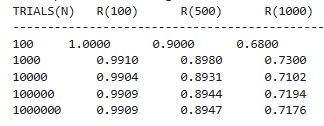 TRIALS(N) R(100) R(500) R(1000)
--------------------------------------------
100 1.0000 0.9000 0.6800
1000 0.9910 0.8980 0.7300
10000 0.9904 0.8931 0.7102
100000 0.9909 0.8944 0.7194
1000000 0.9909 0.8947 0.7176